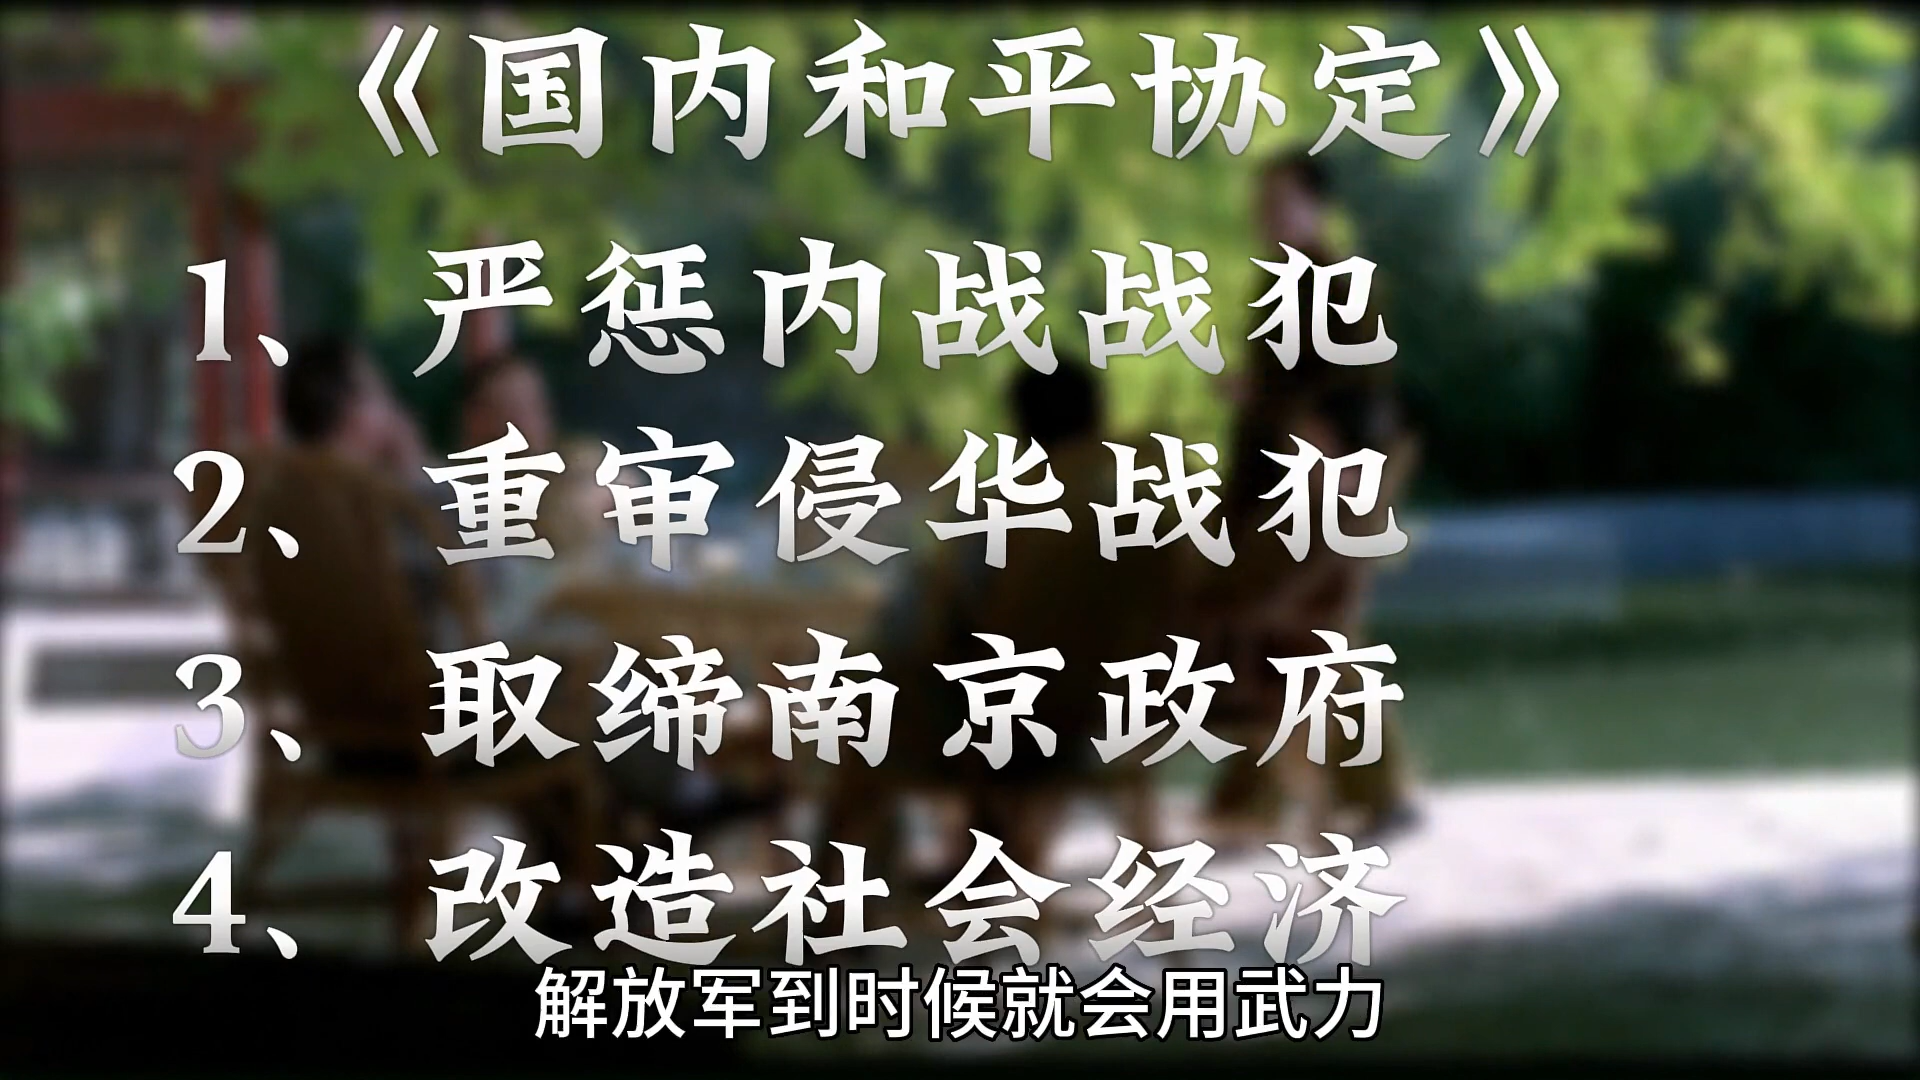 《国内和平协定》
1、严惩内战战犯
2、重审侵华战犯
3、取缔南京政府
4、改造社会经济
解放军到时候就会用武力